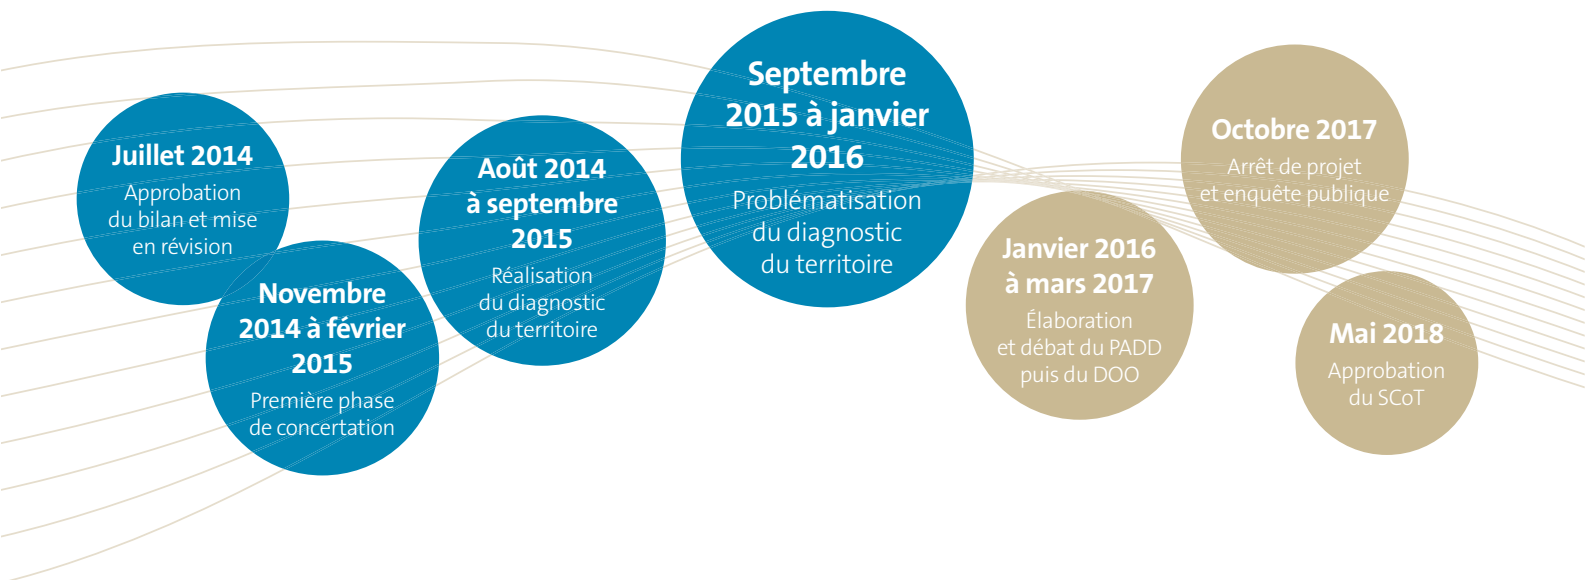 Juillet 2014
Approbation
du bilan et mise
en révision
Novembre
2014 à février
2015
Première phase
de concertation
Août 2014
à septembre
2015
Réalisation
du diagnostic
du territoire
Septembre
2015 à janvier
2016
Problématisation
du diagnostic
du territoire
Janvier 2016
à mars 2017
Élaboration
et débat du PADD
puis du DOO
Octobre 2017
Arrêt de projet
et enquête publique
Mai 2018
Approbation
du SCoT